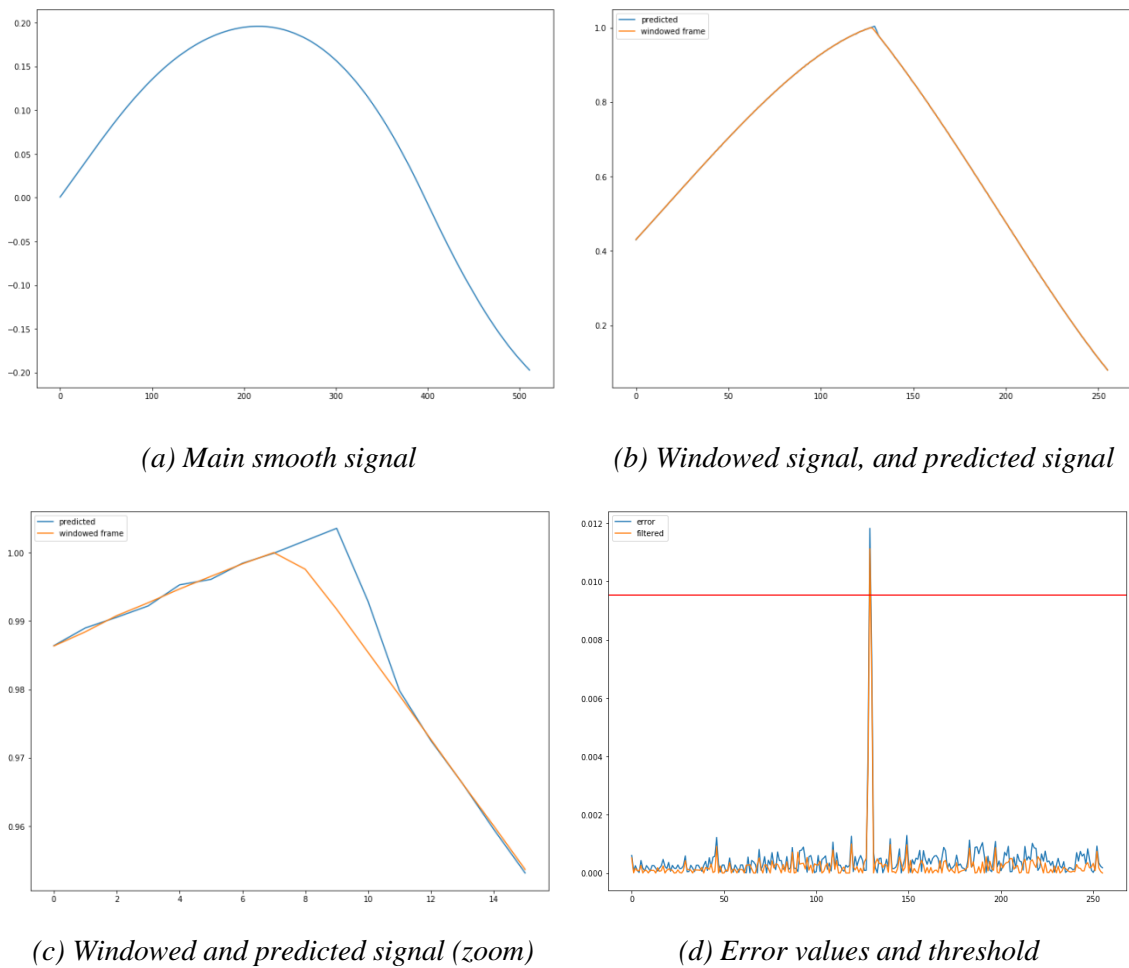 0.20
0.15
0.10
0.05
0.00
−0.05
−0.10
−0.15
−0.20
0 100 200 300 400 500
(a) Main smooth signal
predicted
windowed frame
1.0
0.8
0.6
0.4
0.2
0 50 100 150 200 250
(b) Windowed signal, and predicted signal
predicted
windowed frame
1.00
0.99
0.98
0.97
0.96
0 2 4 6 8 10 12 14
(c) Windowed and predicted signal (zoom)
error
filtered
0.012
0.010
0.008
0.006
0.004
0.002
0.000
0 50 100 150 200 250
(d) Error values and threshold